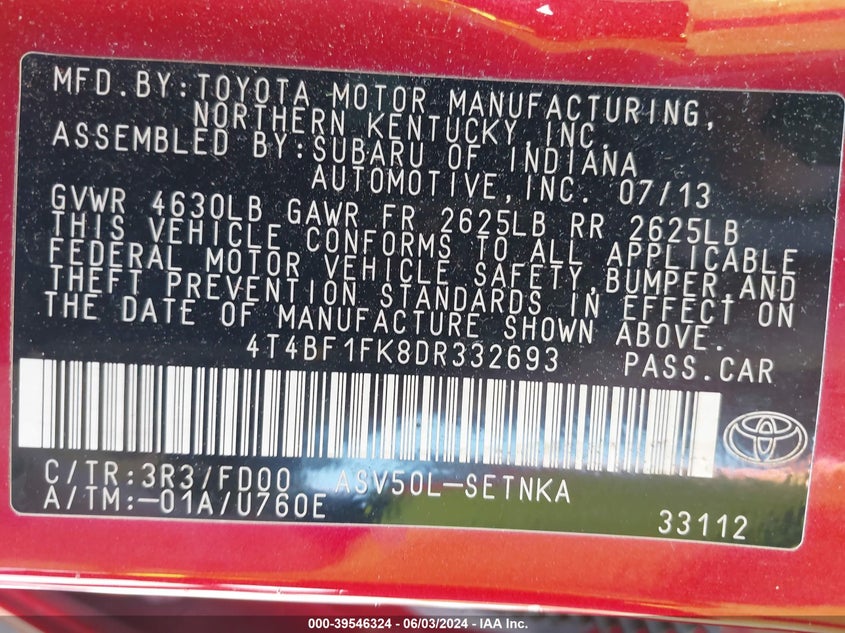 MFD.BY:TOYOTA MOTOR MANUFACTURING,
NORTHERN KENTUCKY,INC.
ASSEMBLED BY:SUBARU OF INDIANA
AUTOMOTIVE,INC. 07/13
GVWR 4630LB GAWR FR 2625LB RR 2625LB
THIS VEHICLE CONFORMS TO ALL APPLICABLE
FEDERAL MOTOR VEHICLE SAFETY,BUMPER,AND
THEFT PREVENTION STANDARDS IN EFFECT ON
THE DATE OF MANUFACTURE SHOWN ABOVE.
4T4BF1FK8DR332693 PASS.CAR
C/TR:3R3/FD00 ASV50L-SETNKA
A/TM:-01A/U760E
33112
000-39546324 / 06/03/2024 - IAA Inc.